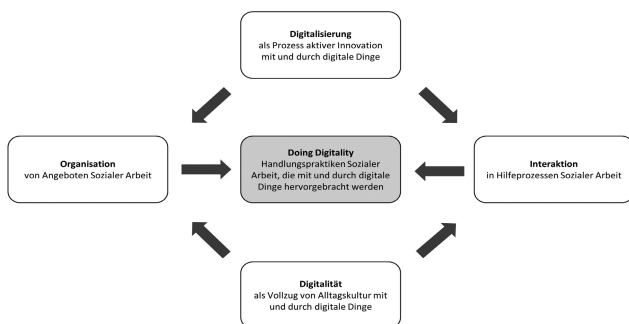 Digitalisierung
als Prozess aktiver Innovation
mit und durch digitale Dinge
Organisation
von Angeboten Sozialer Arbeit
Doing Digitality
Handlungspraktiken Sozialer
Arbeit, die mit und durch digitale
Dinge hervorgebracht werden
Interaktion
in Hilfeprozessen Sozialer Arbeit
Digitalität
als Vollzug von Alltagskultur mit
und durch digitale Dinge